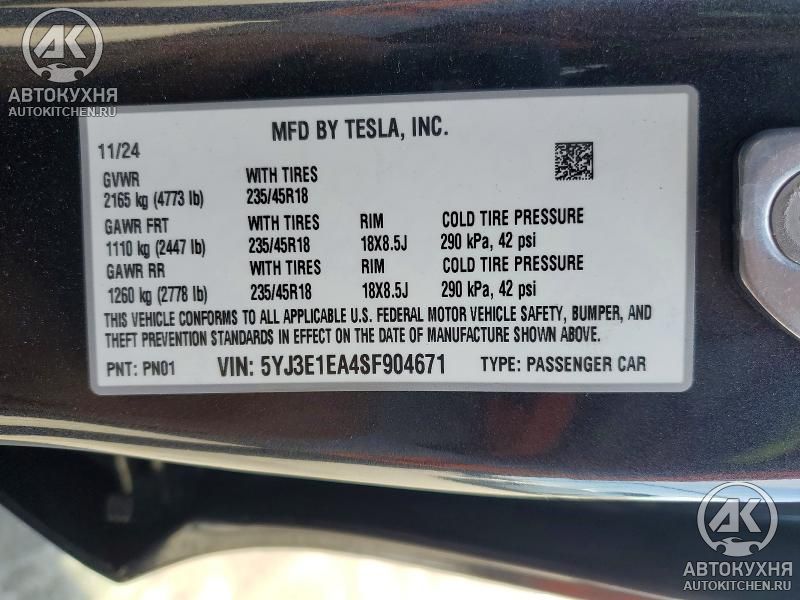 AK
АВТОКУХНЯ
AUTOKITCHEN.RU
MFD BY TESLA, INC.
11/24
GVWR WITH TIRES
2165 kg (4773 lb) 235/45R18
GAWR FRT WITH TIRES RIM COLD TIRE PRESSURE
1110 kg (2447 lb) 235/45R18 18X8.5J 290 kPa, 42 psi
GAWR RR WITH TIRES RIM COLD TIRE PRESSURE
1260 kg (2778 lb) 235/45R18 18X8.5J 290 kPa, 42 psi
THIS VEHICLE CONFORMS TO ALL APPLICABLE U.S. FEDERAL MOTOR VEHICLE SAFETY, BUMPER, AND
THEFT PREVENTION STANDARDS IN EFFECT ON THE DATE OF MANUFACTURE SHOWN ABOVE.
PNT: PN01 VIN: 5YJ3E1EA4SF904671 TYPE: PASSENGER CAR
AK
АВТОКУХНЯ
AUTOKITCHEN.RU